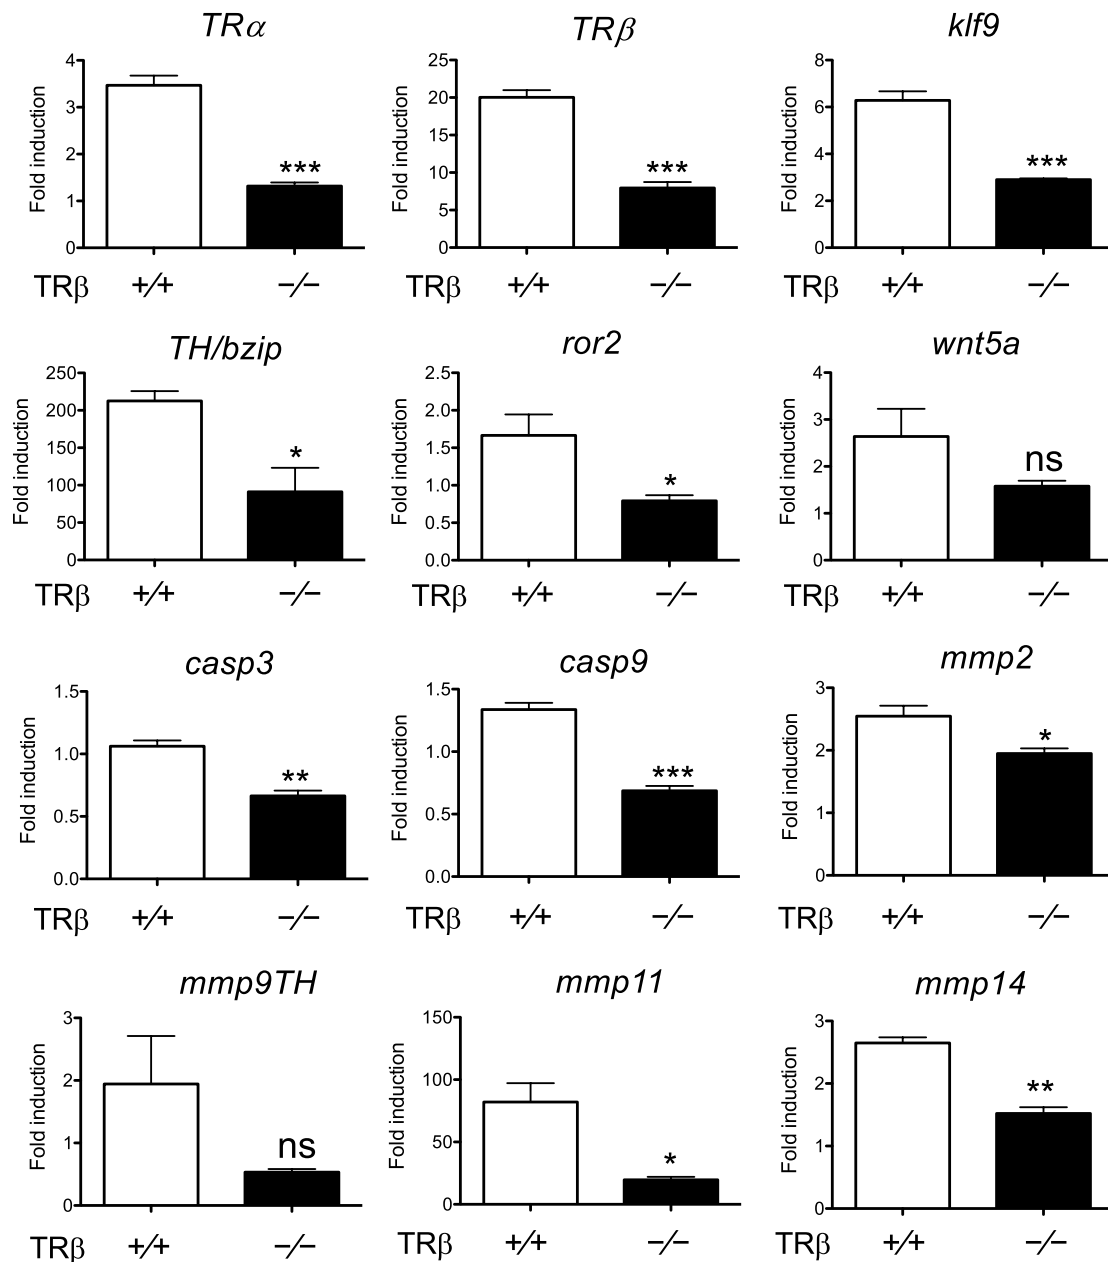 TRα
Fold induction
4
3
2
1
0
***
TRβ +/+ −/−
TRβ
Fold induction
25
20
15
10
5
0
***
TRβ +/+ −/−
klf9
Fold induction
8
6
4
2
0
***
TRβ +/+ −/−
TH/bzip
Fold induction
250
200
150
100
50
0
*
TRβ +/+ −/−
ror2
Fold induction
2.5
2.0
1.5
1.0
0.5
0.0
*
TRβ +/+ −/−
wnt5a
Fold induction
4
3
2
1
0
ns
TRβ +/+ −/−
casp3
Fold induction
1.5
1.0
0.5
0.0
**
TRβ +/+ −/−
casp9
Fold induction
1.5
1.0
0.5
0.0
***
TRβ +/+ −/−
mmp2
Fold induction
3
2
1
0
*
TRβ +/+ −/−
mmp9TH
Fold induction
3
2
1
0
ns
TRβ +/+ −/−
mmp11
Fold induction
150
100
50
0
*
TRβ +/+ −/−
mmp14
Fold induction
3
2
1
0
**
TRβ +/+ −/−